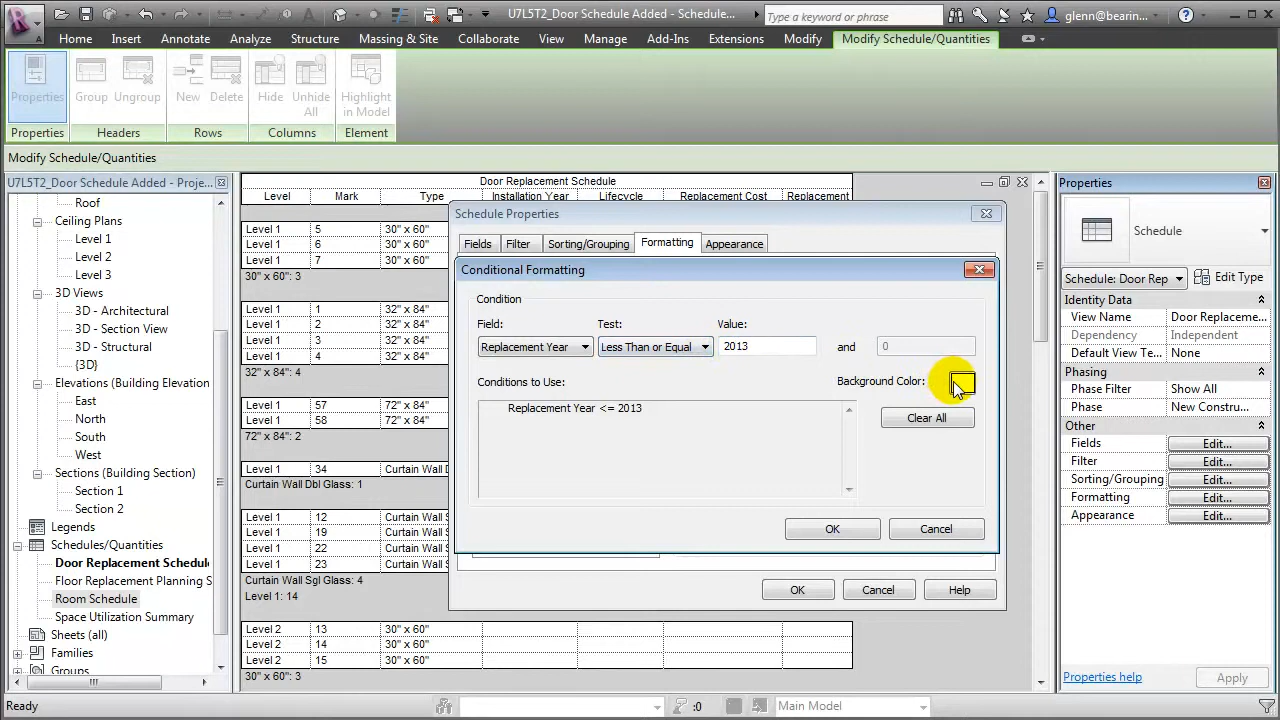 U7L5T2_Door Schedule Added - Schedule...
Type a keyword or phrase
glenn@bearin...
Home Insert Annotate Analyze Structure Massing & Site Collaborate View Manage Add-Ins Extensions Modify Modify Schedule/Quantities
Properties Group Ungroup New Delete Hide Unhide All Highlight in Model
Properties Headers Rows Columns Element
Modify Schedule/Quantities
U7L5T2_Door Schedule Added - Proje...
Roof
Ceiling Plans
Level 1
Level 2
Level 3
3D Views
3D - Architectural
3D - Section View
3D - Structural
{3D}
Elevations (Building Elevation
East
North
South
West
Sections (Building Section)
Section 1
Section 2
Legends
Schedules/Quantities
Door Replacement Schedule
Floor Replacement Planning S
Room Schedule
Space Utilization Summary
Sheets (all)
Families
Groups
Door Replacement Schedule
Level Mark Type Installation Year Lifecycle Replacement Cost Replacement
Level 1 5 30" x 60"
Level 1 6 30" x 60"
Level 1 7 30" x 60"
30" x 60": 3
Level 1 1 32" x 84"
Level 1 2 32" x 84"
Level 1 3 32" x 84"
Level 1 4 32" x 84"
32" x 84": 4
Level 1 57 72" x 84"
Level 1 58 72" x 84"
72" x 84": 2
Level 1 34 Curtain Wall D
Curtain Wall Dbl Glass: 1
Level 1 12 Curtain Wall S
Level 1 19 Curtain Wall S
Level 1 22 Curtain Wall S
Level 1 23 Curtain Wall S
Curtain Wall Sgl Glass: 4
Level 1: 14
Level 2 13 30" x 60"
Level 2 14 30" x 60"
Level 2 15 30" x 60"
30" x 60": 3
Schedule Properties
Fields Filter Sorting/Grouping Formatting Appearance
Conditional Formatting
Condition
Field: Test: Value:
Replacement Year Less Than or Equal 2013 and 0
Conditions to Use: Background Color:
Replacement Year <= 2013
Clear All
OK Cancel
OK Cancel Help
Properties
Schedule
Schedule: Door Rep Edit Type
Identity Data
View Name Door Replaceme...
Dependency Independent
Default View Te... None
Phasing
Phase Filter Show All
Phase New Constru...
Other
Fields Edit...
Filter Edit...
Sorting/Grouping Edit...
Formatting Edit...
Appearance Edit...
Properties help Apply
Ready :0 Main Model